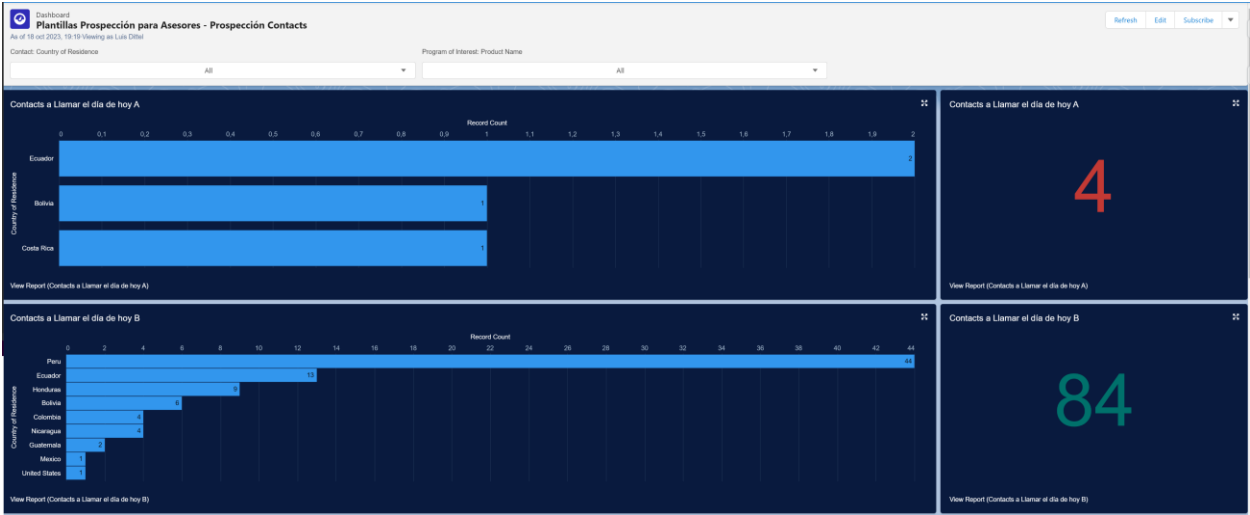 Dashboard
Plantillas Prospección para Asesores - Prospección Contacts
As of 18 oct 2023, 19:19·Viewing as Luis Dittel
Refresh Edit Subscribe
Contact: Country of Residence
Program of Interest: Product Name
All
All
Contacts a Llamar el día de hoy A
Record Count
0 0,1 0,2 0,3 0,4 0,5 0,6 0,7 0,8 0,9 1 1,1 1,2 1,3 1,4 1,5 1,6 1,7 1,8 1,9 2
Country of Residence
Ecuador 2
Bolivia 1
Costa Rica 1
View Report (Contacts a Llamar el día de hoy A)
Contacts a Llamar el día de hoy A
4
View Report (Contacts a Llamar el día de hoy A)
Contacts a Llamar el día de hoy B
Record Count
0 2 4 6 8 10 12 14 16 18 20 22 24 26 28 30 32 34 36 38 40 42 44
Country of Residence
Peru 44
Ecuador 13
Honduras 9
Bolivia 6
Colombia 4
Nicaragua 4
Guatemala 2
Mexico 1
United States 1
View Report (Contacts a Llamar el día de hoy B)
Contacts a Llamar el día de hoy B
84
View Report (Contacts a Llamar el día de hoy B)